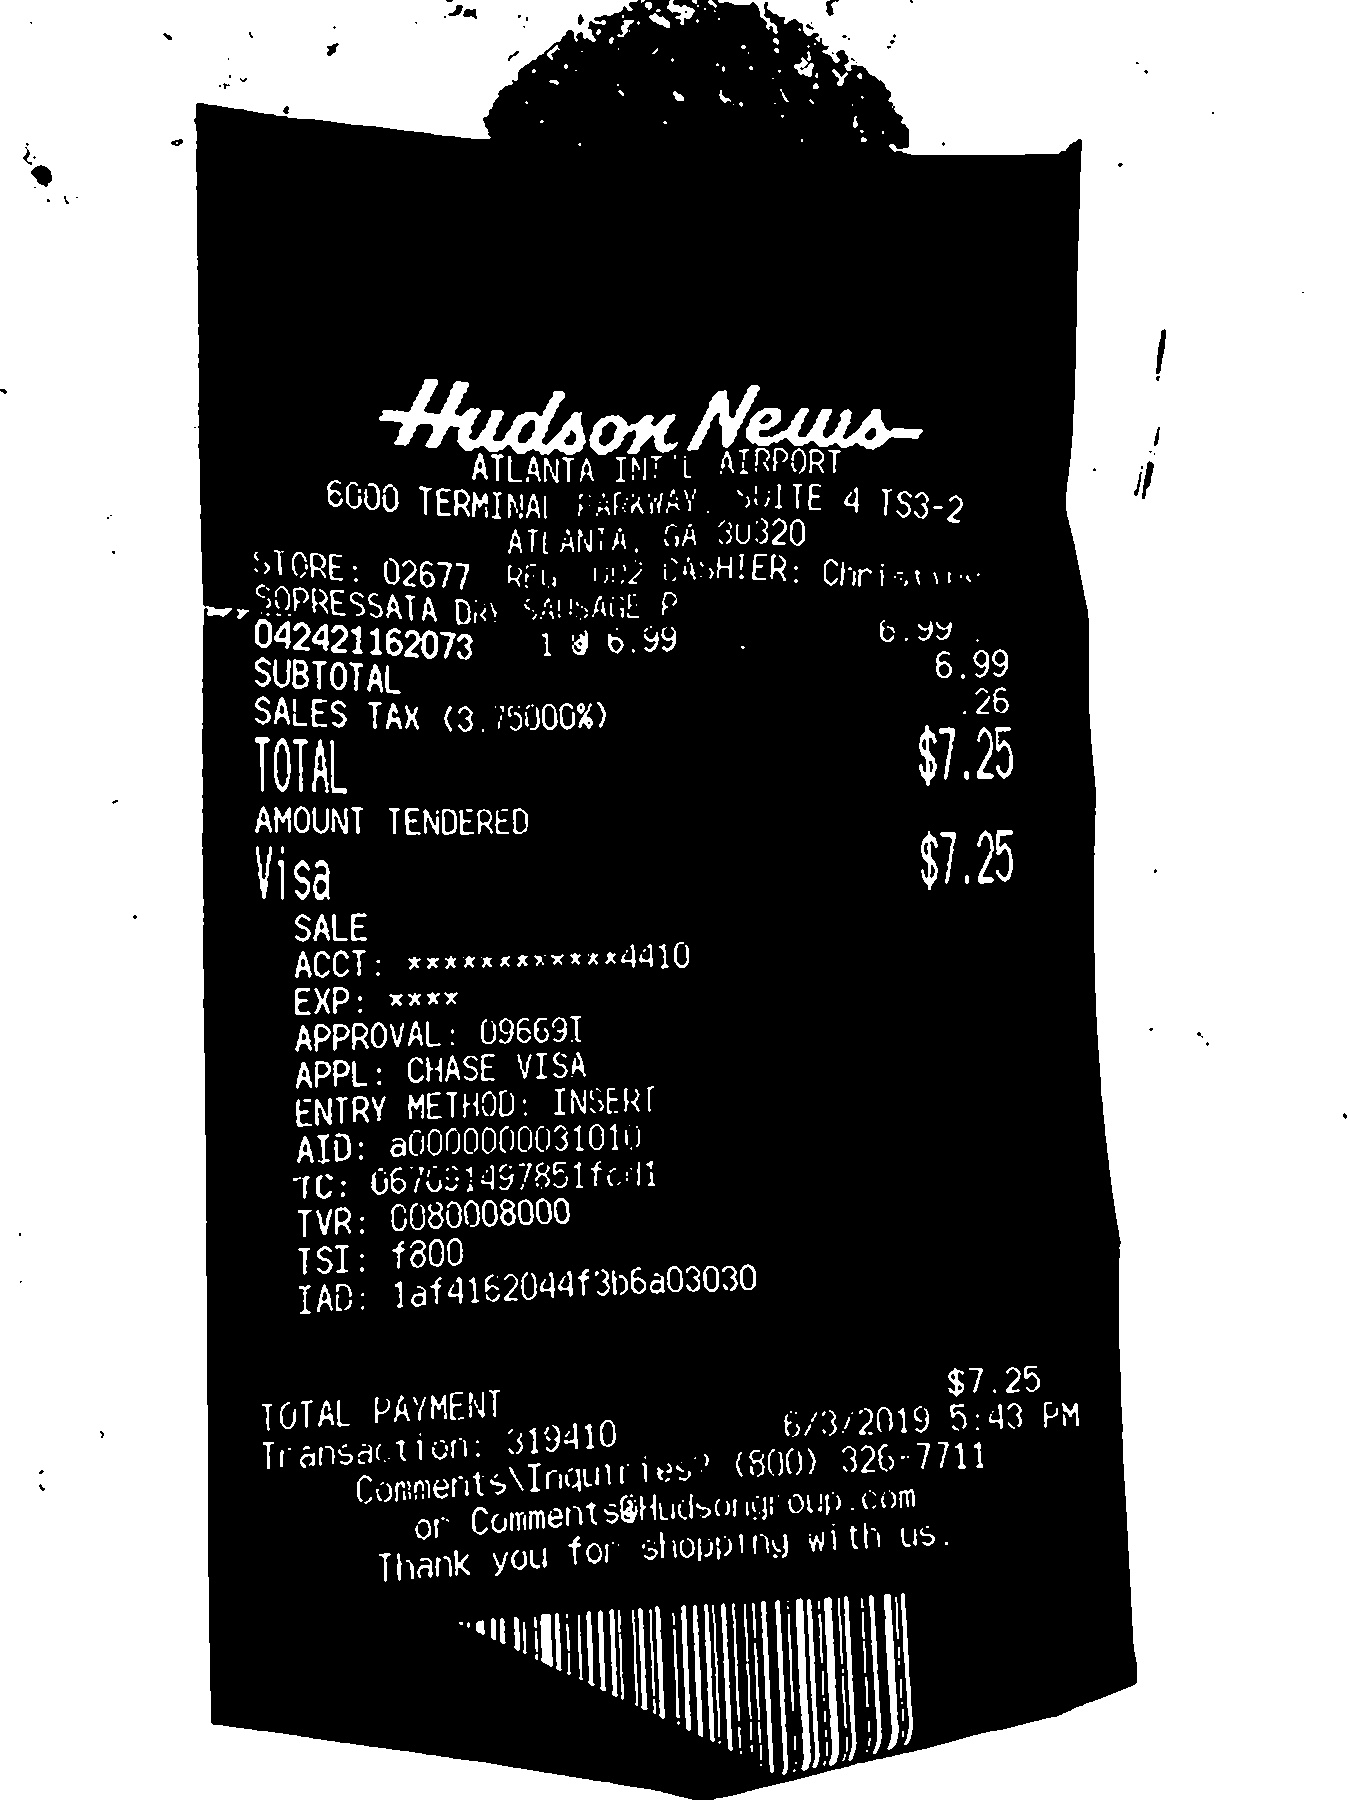 Hudson News
ATLANTA INT'L AIRPORT
6000 TERMINAL PARKWAY, SUITE 4 TS3-2
ATLANTA, GA 30320
STORE: 02677 REG: 002 CASHIER: Christine
SOPRESSATA DRY SAUSAGE P
042421162073 1 @ 6.99 6.99
SUBTOTAL 6.99
SALES TAX (3.75000%) .26
TOTAL $7.25
AMOUNT TENDERED
Visa $7.25
SALE
ACCT: ************4410
EXP: ****
APPROVAL: 09669I
APPL: CHASE VISA
ENTRY METHOD: INSERT
AID: a0000000031010
TC:
TVR: 0080008000
TSI: f800
IAD: 1af4162044f3b6a03030
TOTAL PAYMENT $7.25
Transaction: 319410 6/3/2019 5:43 PM
Comments\Inquiries? (800) 326-7711
or Comments@Hudsongroup.com
Thank you for shopping with us.